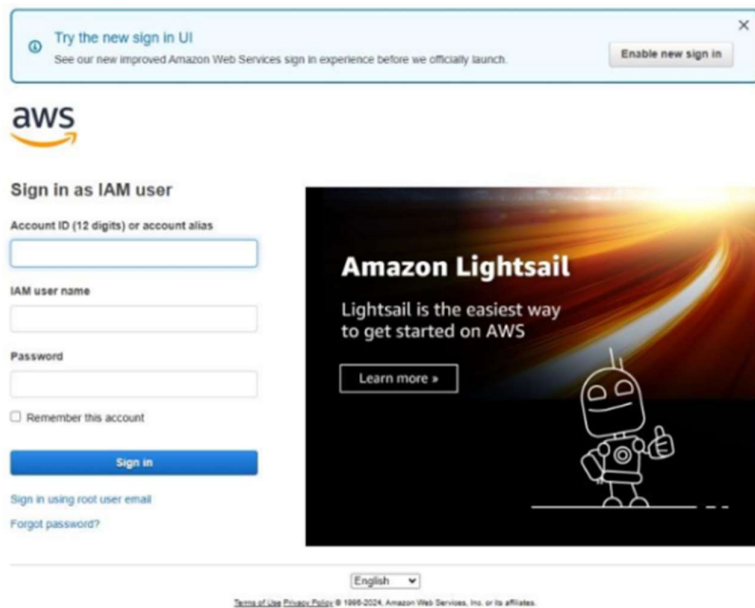 Try the new sign in UI
See our new improved Amazon Web Services sign in experience before we officially launch.
Enable new sign in
aws
Sign in as IAM user
Account ID (12 digits) or account alias
IAM user name
Password
Remember this account
Sign in
Sign in using root user email
Forgot password?
Amazon Lightsail
Lightsail is the easiest way
to get started on AWS
Learn more »
English
Terms of Use Privacy Policy © 1996-2024, Amazon Web Services, Inc. or its affiliates.